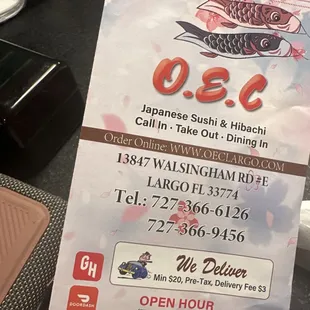 O.E.C
Japanese Sushi & Hibachi
Call In · Take Out · Dining In
Order Online: WWW.OECLARGO.COM
13847 WALSINGHAM RD #E
LARGO FL 33774
Tel.: 727-366-6126
727-366-9456
GH
We Deliver
Min $20, Pre-Tax, Delivery Fee $3
DOORDASH
OPEN HOUR